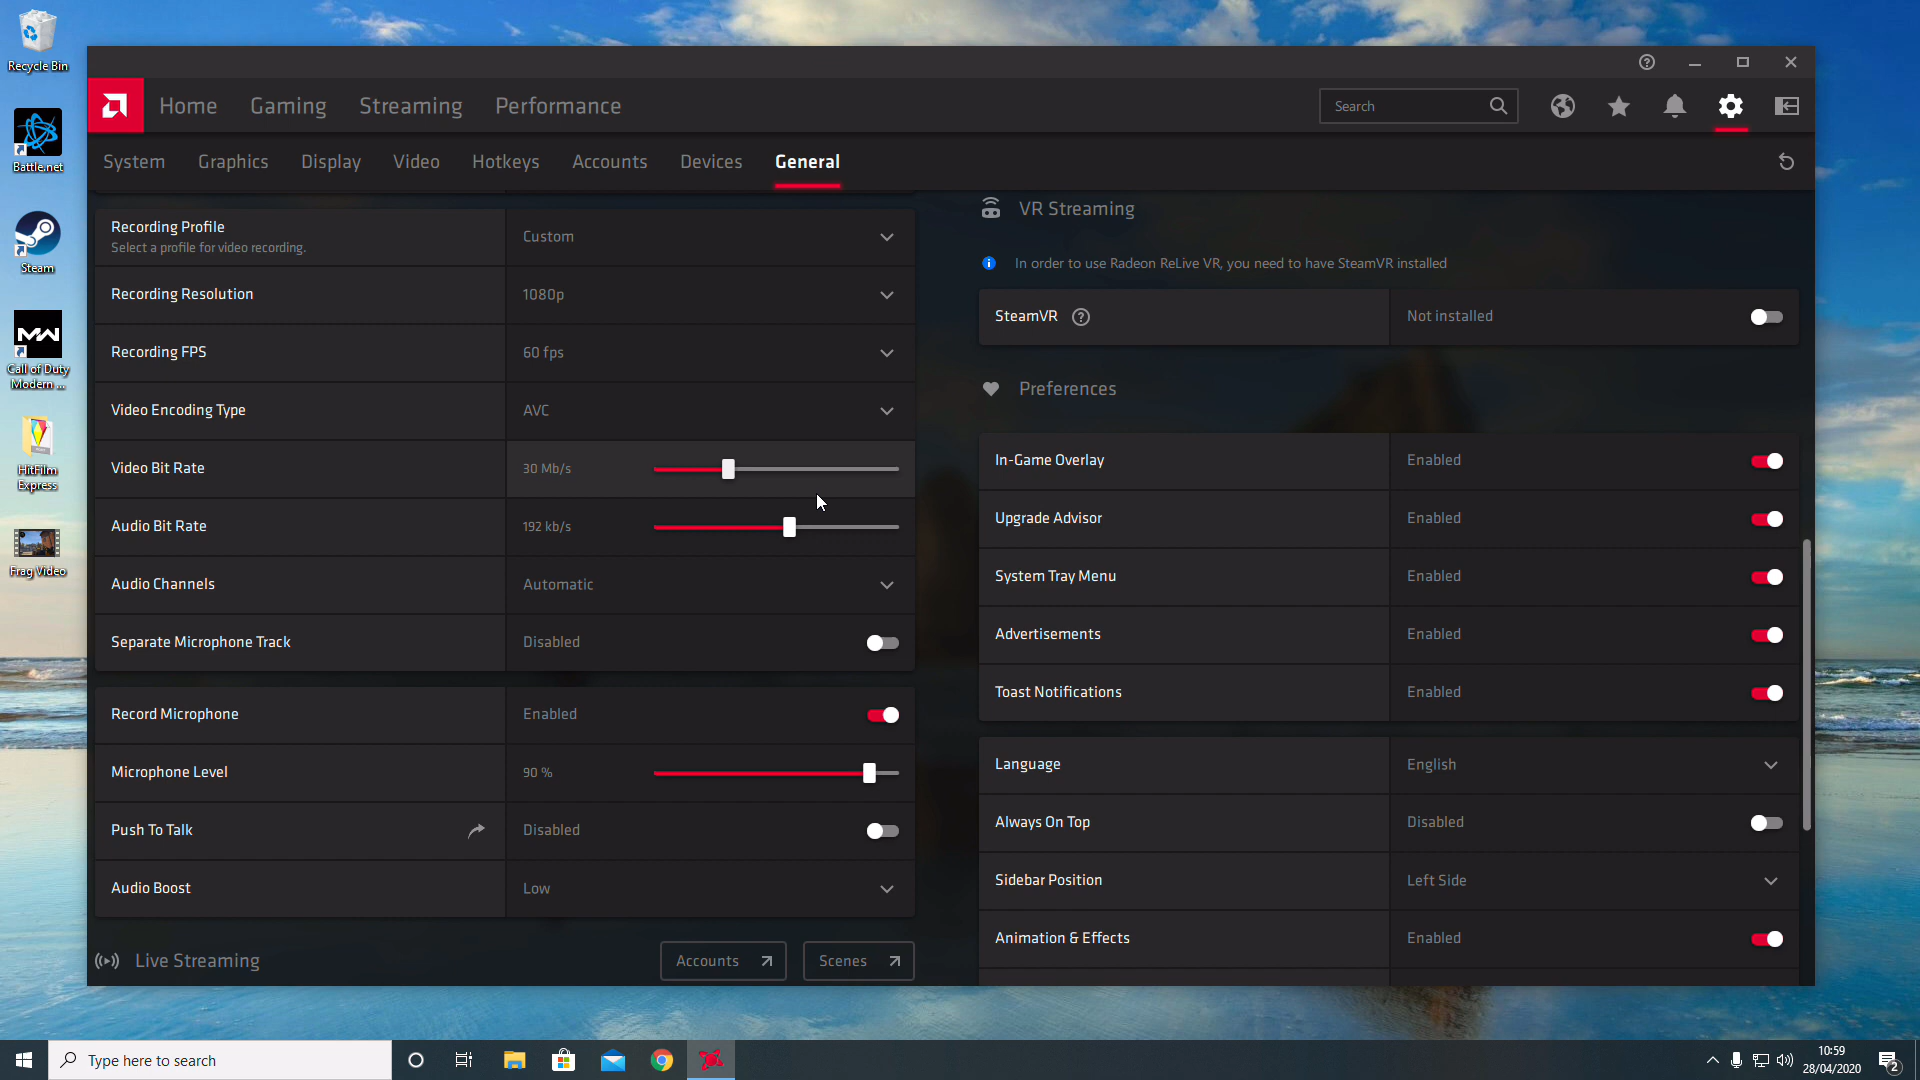 Recycle Bin
Battle.net
Steam
Call of Duty
Modern ...
HitFilm
Express
Frag Video
Home
Gaming
Streaming
Performance
Search
System
Graphics
Display
Video
Hotkeys
Accounts
Devices
General
Recording Profile
Select a profile for video recording.
Custom
Recording Resolution
1080p
Recording FPS
60 fps
Video Encoding Type
AVC
Video Bit Rate
30 Mb/s
Audio Bit Rate
192 kb/s
Audio Channels
Automatic
Separate Microphone Track
Disabled
Record Microphone
Enabled
Microphone Level
90 %
Push To Talk
Disabled
Audio Boost
Low
Live Streaming
Accounts
Scenes
VR Streaming
In order to use Radeon ReLive VR, you need to have SteamVR installed
SteamVR
Not installed
Preferences
In-Game Overlay
Enabled
Upgrade Advisor
Enabled
System Tray Menu
Enabled
Advertisements
Enabled
Toast Notifications
Enabled
Language
English
Always On Top
Disabled
Sidebar Position
Left Side
Animation & Effects
Enabled
Type here to search
10:59
28/04/2020
2